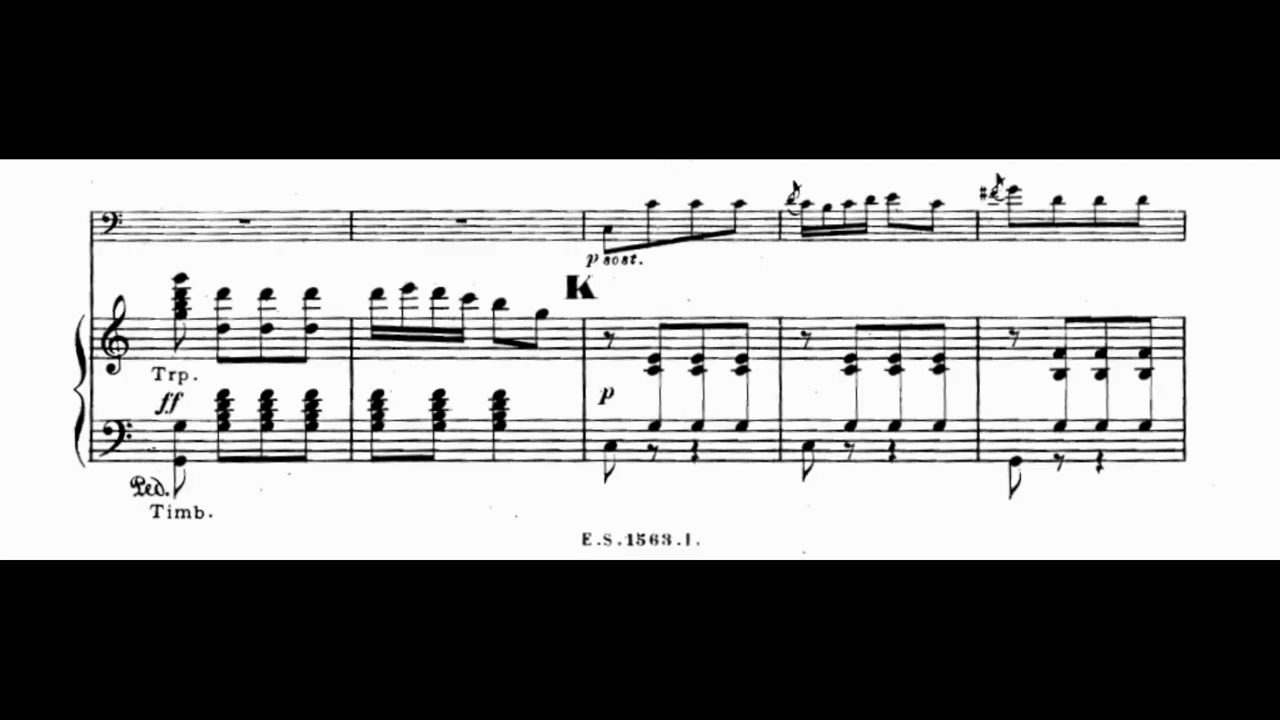 p sost.
K
Trp.
ff
p
Ped.
Timb.
E.S.1563.I.